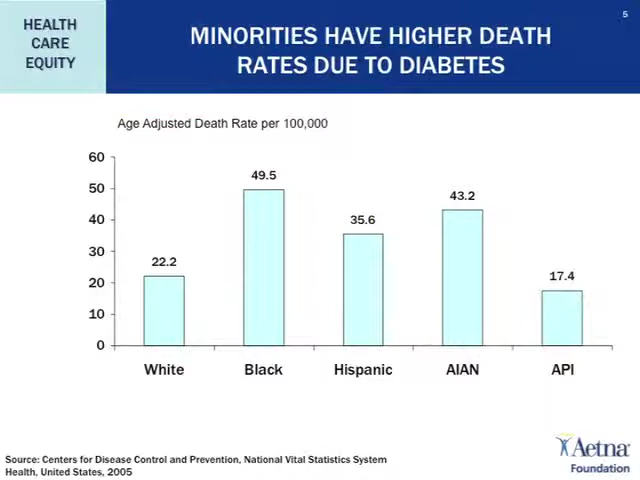 HEALTH
CARE
EQUITY
5
MINORITIES HAVE HIGHER DEATH
RATES DUE TO DIABETES
Age Adjusted Death Rate per 100,000
60
50
40
30
20
10
0
22.2
49.5
35.6
43.2
17.4
White
Black
Hispanic
AIAN
API
Source: Centers for Disease Control and Prevention, National Vital Statistics System
Health, United States, 2005
Aetna
Foundation